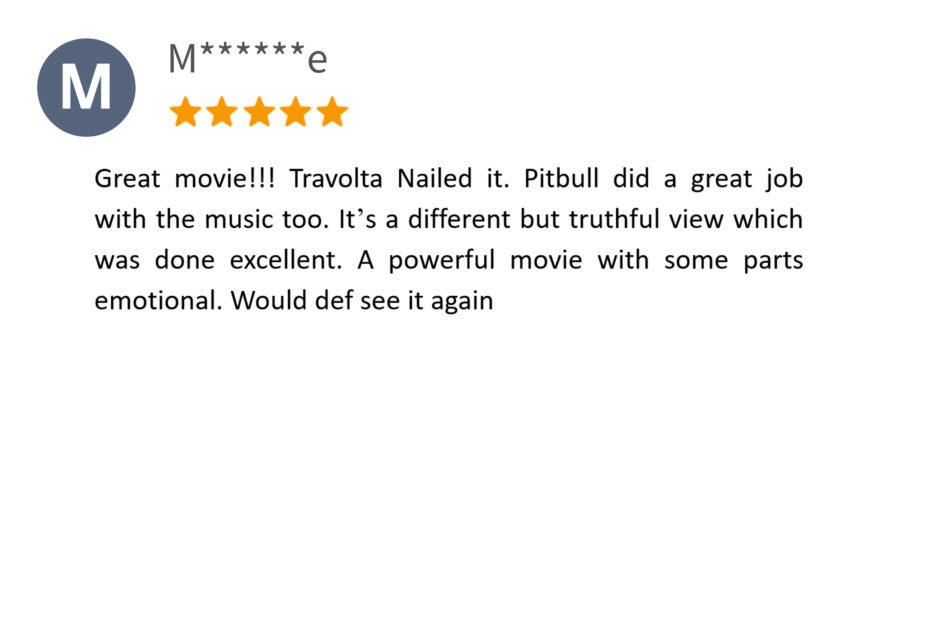 M
M******e
Great movie!!! Travolta Nailed it. Pitbull did a great job
with the music too. It’s a different but truthful view which
was done excellent. A powerful movie with some parts
emotional. Would def see it again